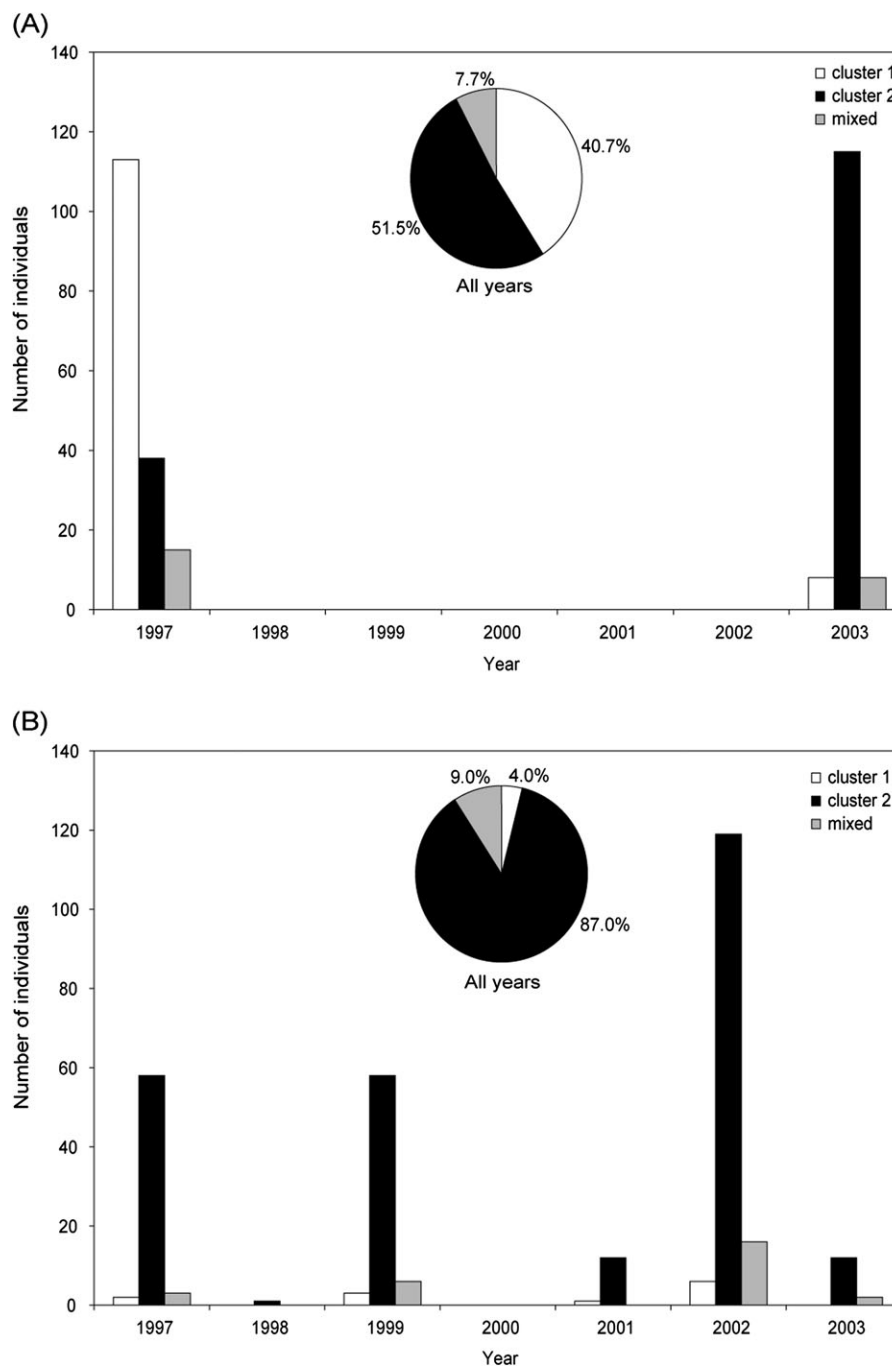 (A)
140
120
100
80
60
40
20
0
Number of individuals
7.7%
40.7%
51.5%
All years
cluster 1
cluster 2
mixed
1997 1998 1999 2000 2001 2002 2003
Year
(B)
140
120
100
80
60
40
20
0
Number of individuals
9.0%
4.0%
87.0%
All years
cluster 1
cluster 2
mixed
1997 1998 1999 2000 2001 2002 2003
Year